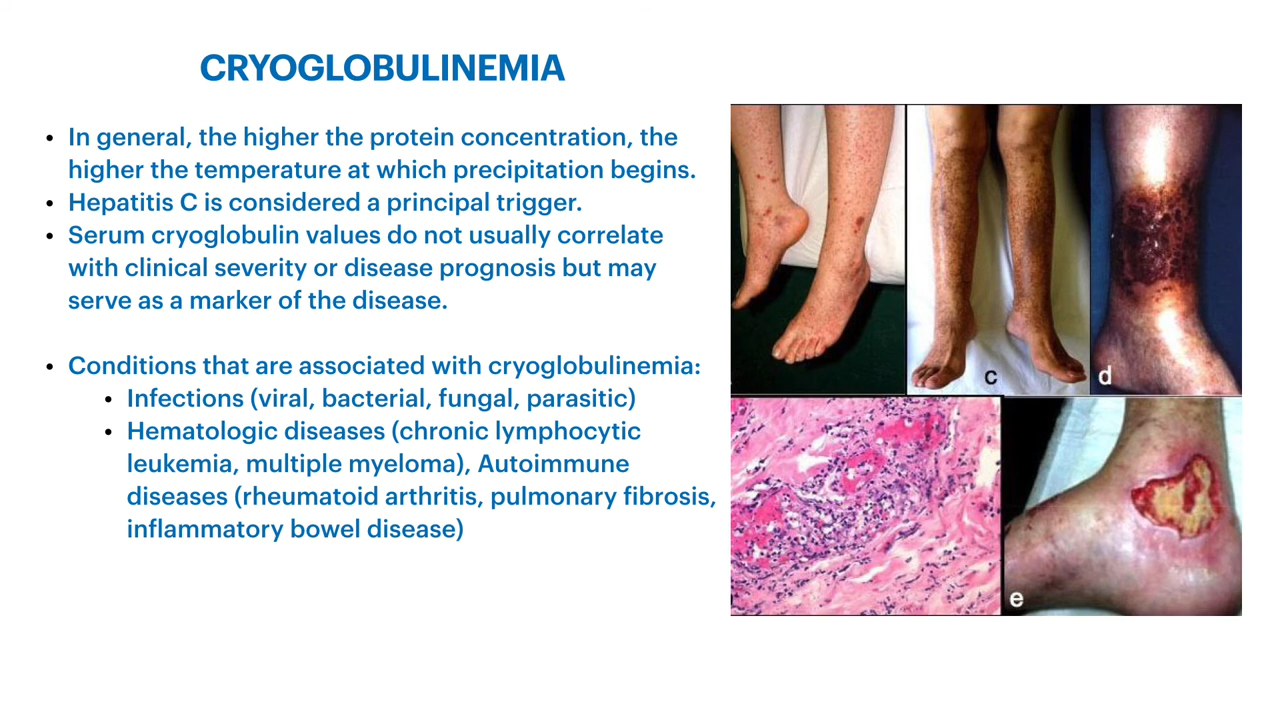 CRYOGLOBULINEMIA
• In general, the higher the protein concentration, the
higher the temperature at which precipitation begins.
• Hepatitis C is considered a principal trigger.
• Serum cryoglobulin values do not usually correlate
with clinical severity or disease prognosis but may
serve as a marker of the disease.
• Conditions that are associated with cryoglobulinemia:
• Infections (viral, bacterial, fungal, parasitic)
• Hematologic diseases (chronic lymphocytic
leukemia, multiple myeloma), Autoimmune
diseases (rheumatoid arthritis, pulmonary fibrosis,
inflammatory bowel disease)
c
d
e